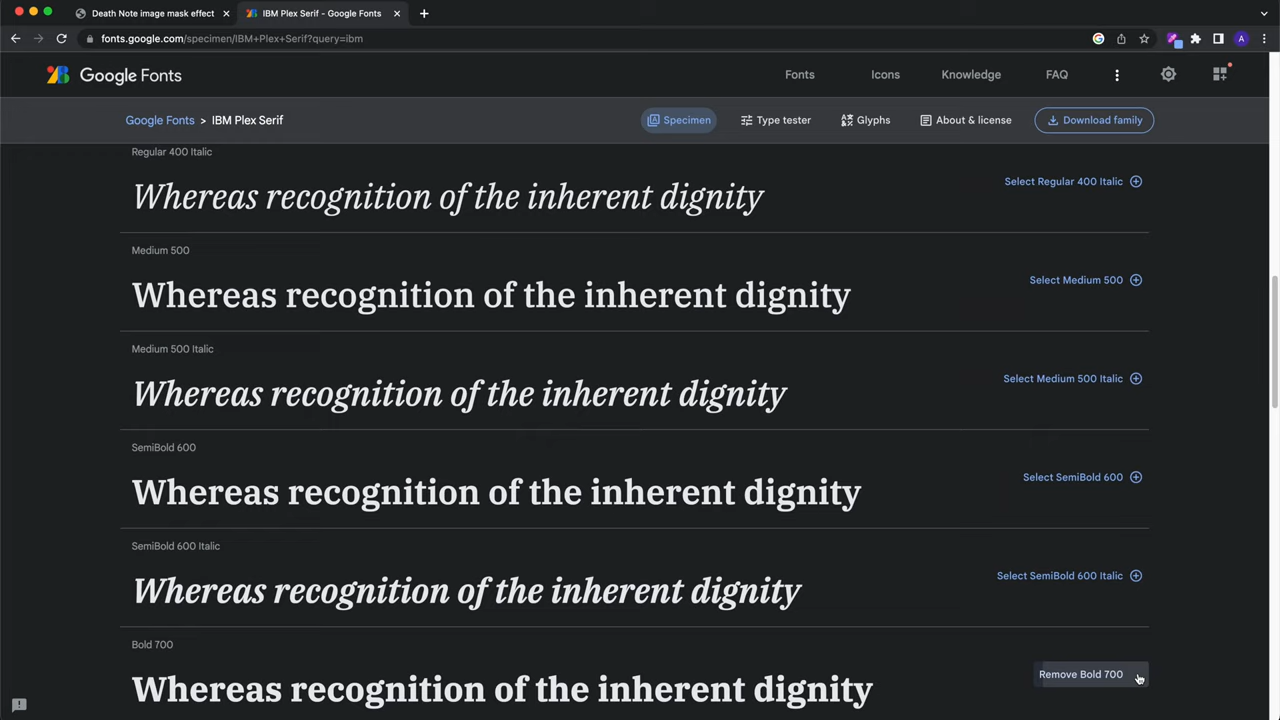 Death Note image mask effect
IBM Plex Serif - Google Fonts
fonts.google.com/specimen/IBM+Plex+Serif?query=ibm
A
Google Fonts
Fonts
Icons
Knowledge
FAQ
Google Fonts > IBM Plex Serif
Specimen
Type tester
Glyphs
About & license
Download family
Regular 400 Italic
Whereas recognition of the inherent dignity
Select Regular 400 Italic
Medium 500
Whereas recognition of the inherent dignity
Select Medium 500
Medium 500 Italic
Whereas recognition of the inherent dignity
Select Medium 500 Italic
SemiBold 600
Whereas recognition of the inherent dignity
Select SemiBold 600
SemiBold 600 Italic
Whereas recognition of the inherent dignity
Select SemiBold 600 Italic
Bold 700
Whereas recognition of the inherent dignity
Remove Bold 700